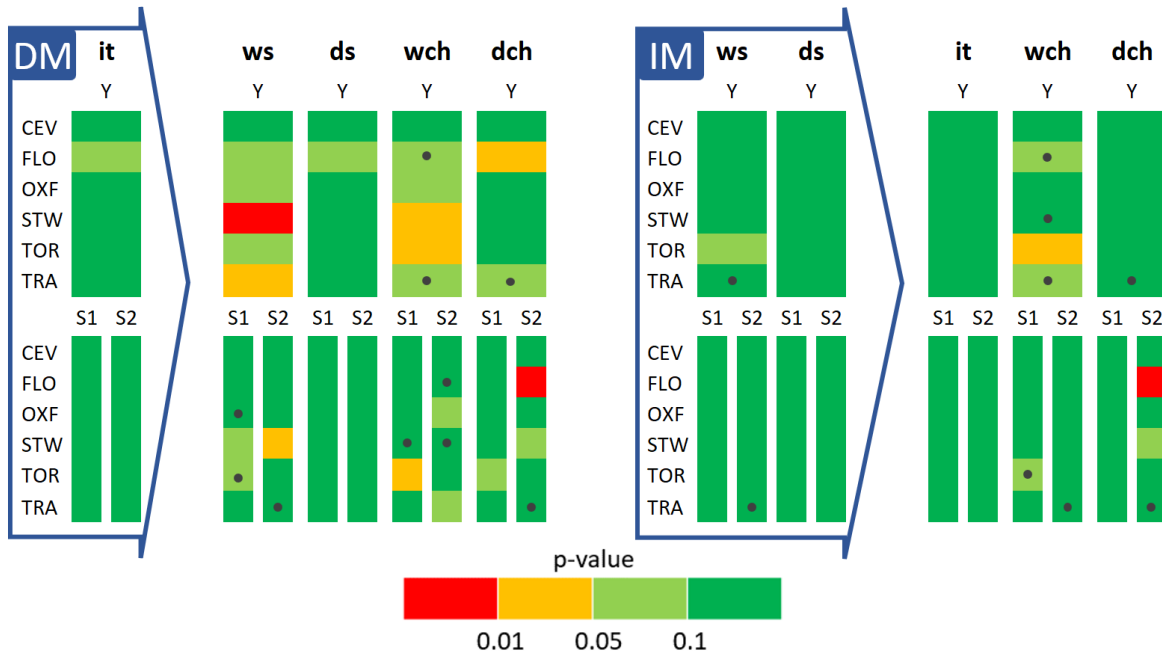 DM it ws ds wch dch IM ws ds it wch dch
Y Y Y Y Y Y Y Y Y Y
CEV
FLO
OXF
STW
TOR
TRA
S1 S2 S1 S2 S1 S2 S1 S2 S1 S2 S1 S2 S1 S2 S1 S2 S1 S2 S1 S2
CEV
FLO
OXF
STW
TOR
TRA
CEV
FLO
OXF
STW
TOR
TRA
CEV
FLO
OXF
STW
TOR
TRA
p-value
0.01 0.05 0.1